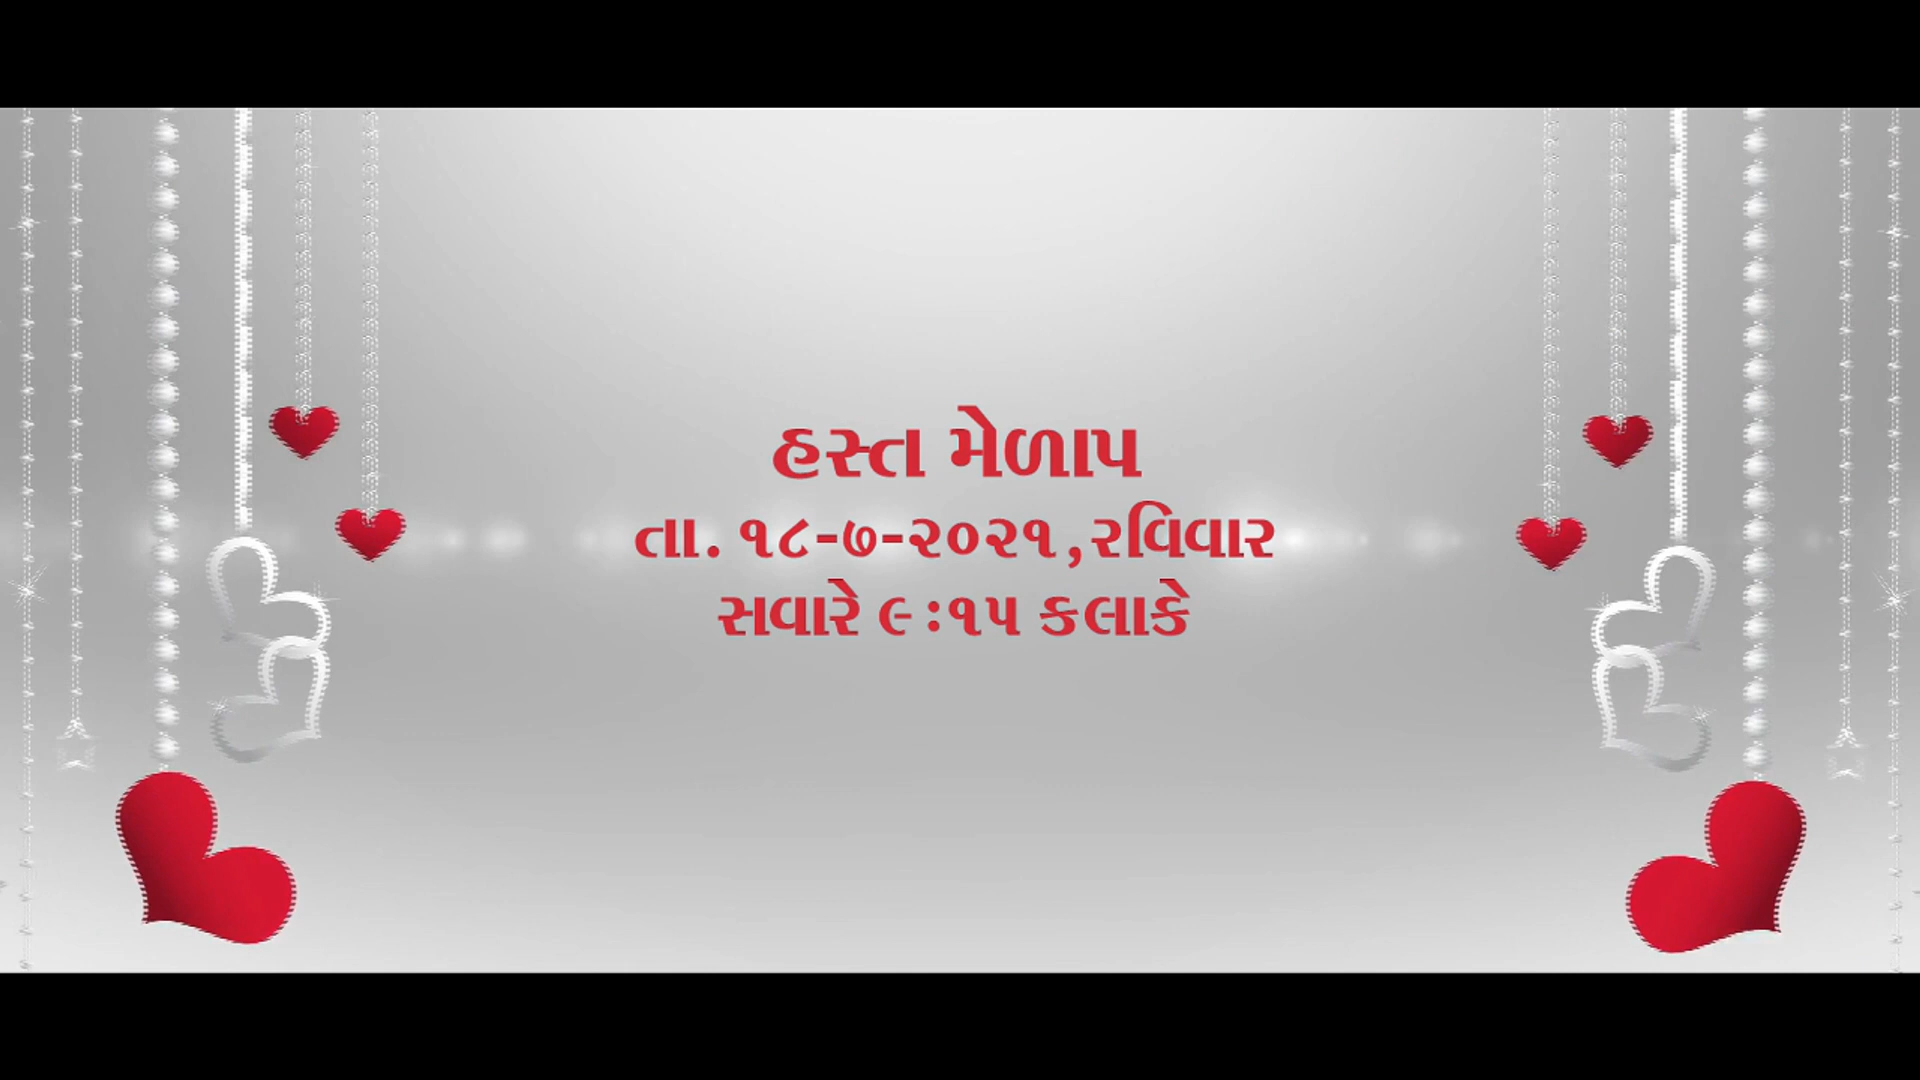 હસ્ત મેળાપ
તા. ૧૮-૭-૨૦૨૧,રવિવાર
સવારે ૯:૧૫ કલાકે